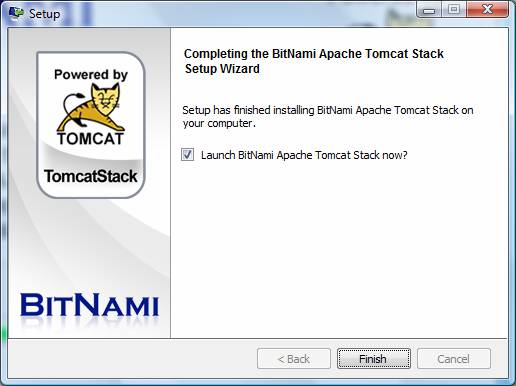 Setup
Powered by
TOMCAT
TomcatStack
BITNAMI
Completing the BitNami Apache Tomcat Stack
Setup Wizard
Setup has finished installing BitNami Apache Tomcat Stack on
your computer.
Launch BitNami Apache Tomcat Stack now?
< Back
Finish
Cancel